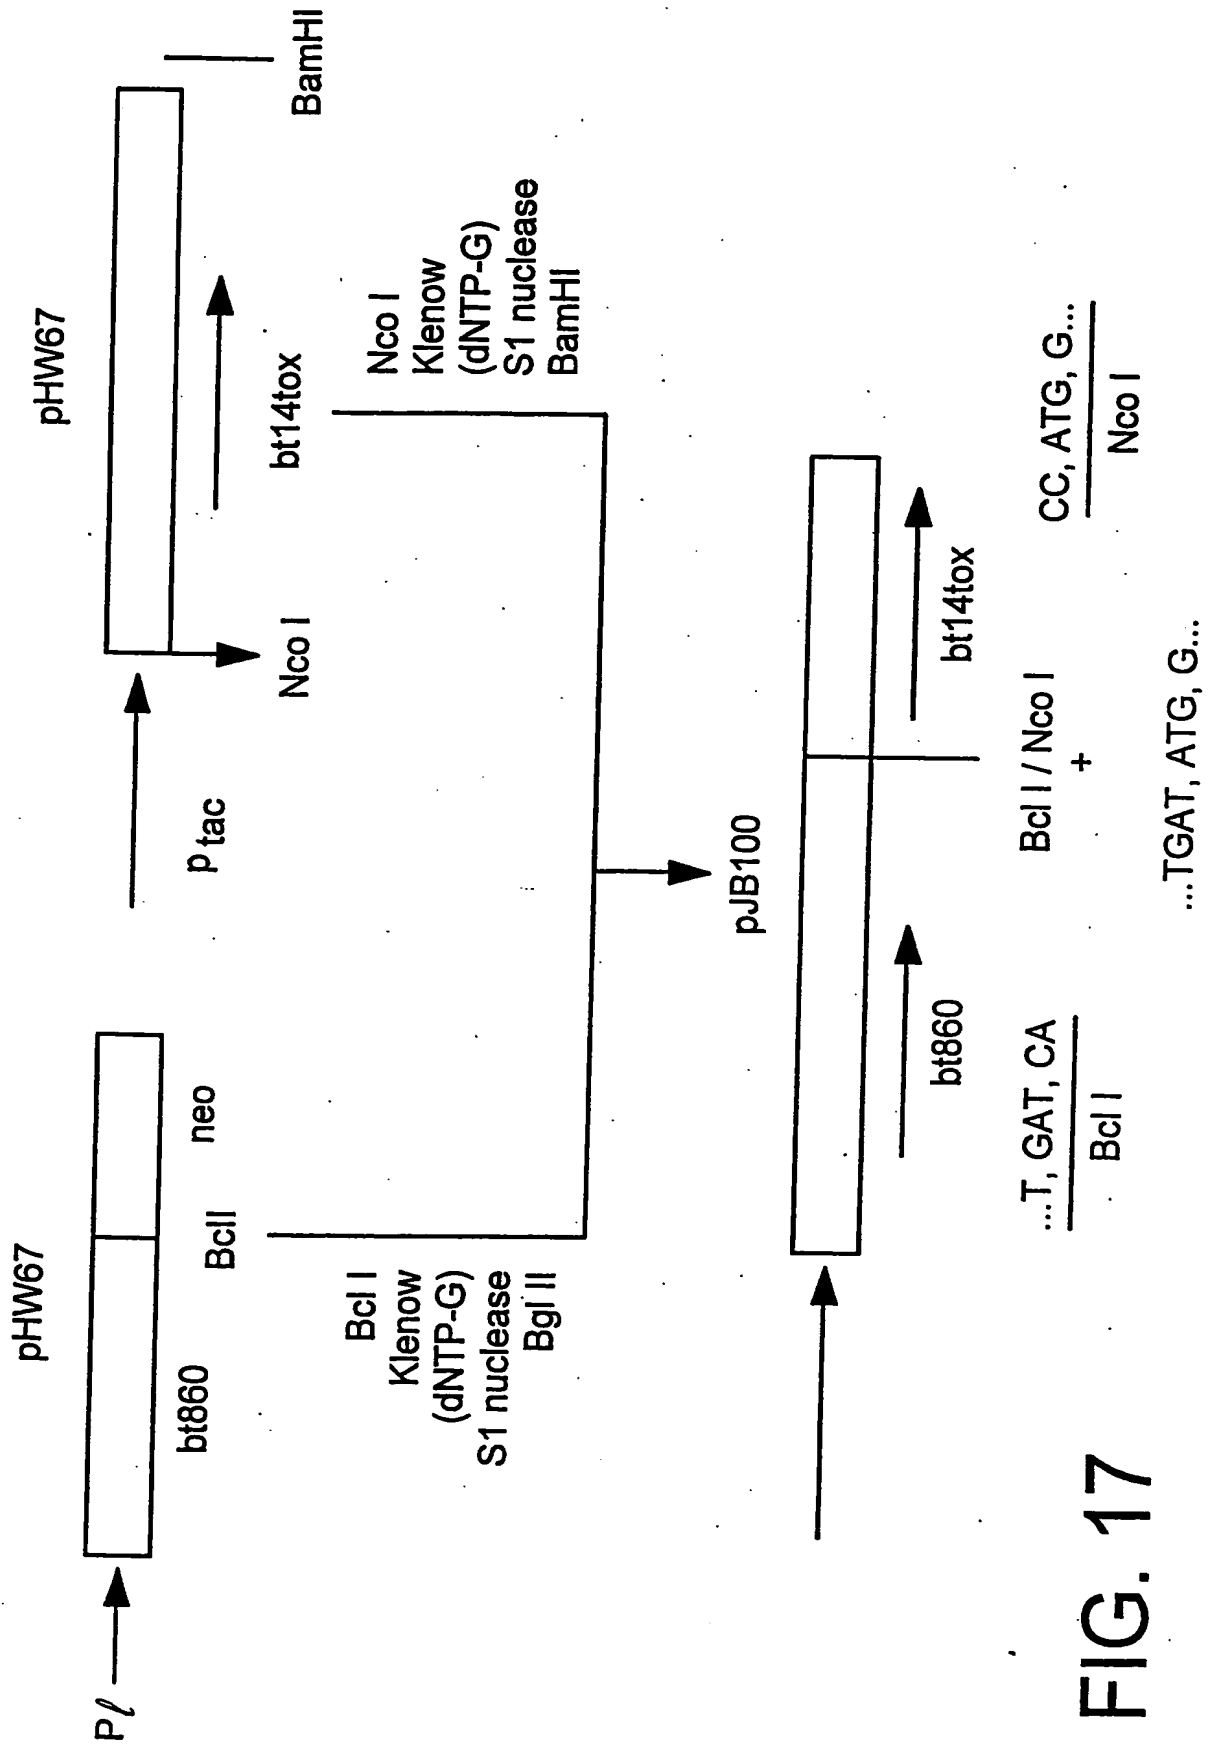 pHW67
Pℓ
bt860
neo
BclI
Bcl I
Klenow
(dNTP-G)
S1 nuclease
Bgl II
pHW67
ptac
Nco I
bt14tox
BamHI
Nco I
Klenow
(dNTP-G)
S1 nuclease
BamHI
pJB100
bt860
bt14tox
...T, GAT, CA
Bcl I
Bcl I / Nco I
+
CC, ATG, G...
Nco I
...TGAT, ATG, G...
FIG. 17